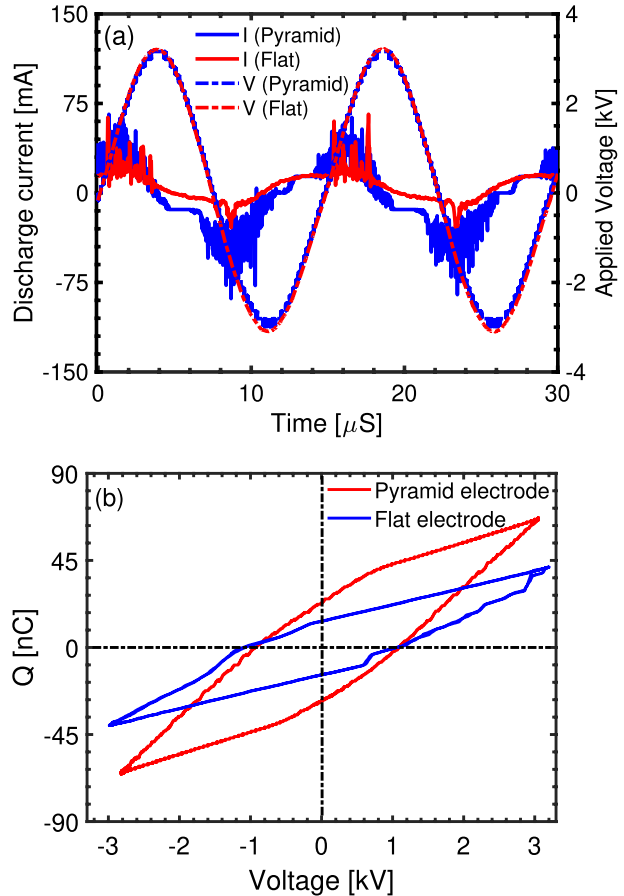 (a)
I (Pyramid)
I (Flat)
V (Pyramid)
V (Flat)
150
75
0
-75
-150
Discharge current [mA]
4
2
0
-2
-4
Applied Voltage [kV]
0
10
20
30
Time [μS]
(b)
Pyramid electrode
Flat electrode
90
45
0
-45
-90
Q [nC]
-3
-2
-1
0
1
2
3
Voltage [kV]